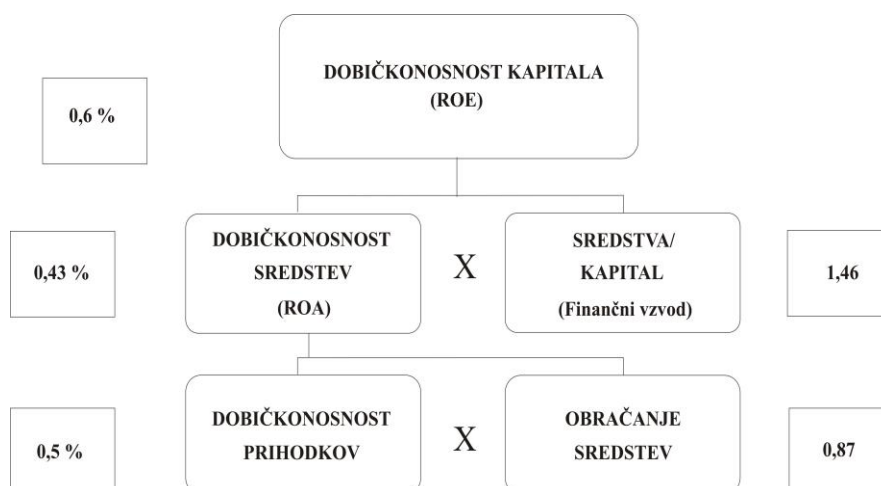 DOBIČKONOSNOST KAPITALA
(ROE)
0,6 %
0,43 %
DOBIČKONOSNOST
SREDSTEV
(ROA)
X
SREDSTVA/
KAPITAL
(Finančni vzvod)
1,46
0,5 %
DOBIČKONOSNOST
PRIHODKOV
X
OBRAČANJE
SREDSTEV
0,87